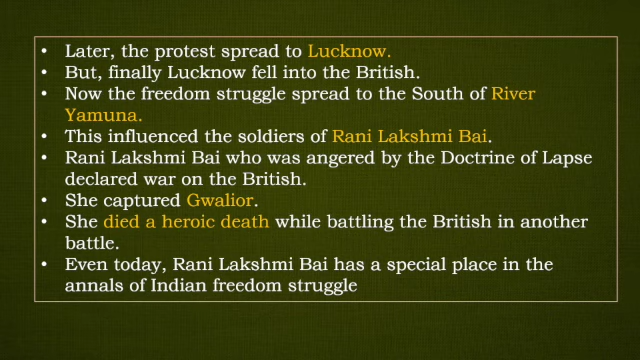 • Later, the protest spread to Lucknow.
• But, finally Lucknow fell into the British.
• Now the freedom struggle spread to the South of River
Yamuna.
• This influenced the soldiers of Rani Lakshmi Bai.
• Rani Lakshmi Bai who was angered by the Doctrine of Lapse
declared war on the British.
• She captured Gwalior.
• She died a heroic death while battling the British in another
battle.
• Even today, Rani Lakshmi Bai has a special place in the
annals of Indian freedom struggle